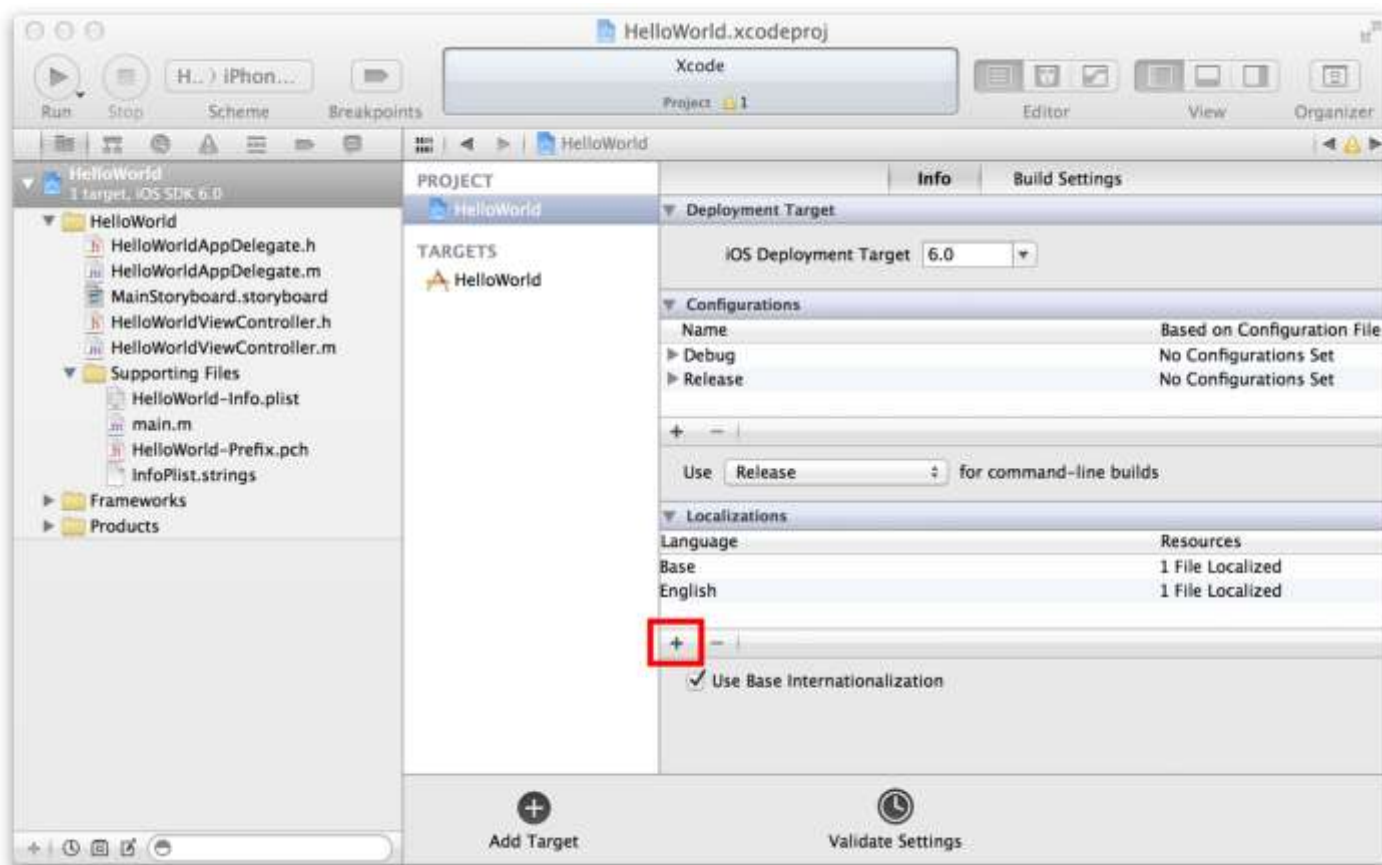 HelloWorld.xcodeproj
H.. ) iPhon...
Run
Stop
Scheme
Breakpoints
Xcode
Project 1
Editor
View
Organizer
HelloWorld
HelloWorld
1 target, iOS SDK 6.0
HelloWorld
HelloWorldAppDelegate.h
HelloWorldAppDelegate.m
MainStoryboard.storyboard
HelloWorldViewController.h
HelloWorldViewController.m
Supporting Files
HelloWorld-Info.plist
main.m
HelloWorld-Prefix.pch
InfoPlist.strings
Frameworks
Products
PROJECT
HelloWorld
TARGETS
HelloWorld
Info Build Settings
Deployment Target
iOS Deployment Target 6.0
Configurations
Name Based on Configuration File
Debug No Configurations Set
Release No Configurations Set
+ −
Use Release for command-line builds
Localizations
Language Resources
Base 1 File Localized
English 1 File Localized
+ −
Use Base Internationalization
Add Target
Validate Settings